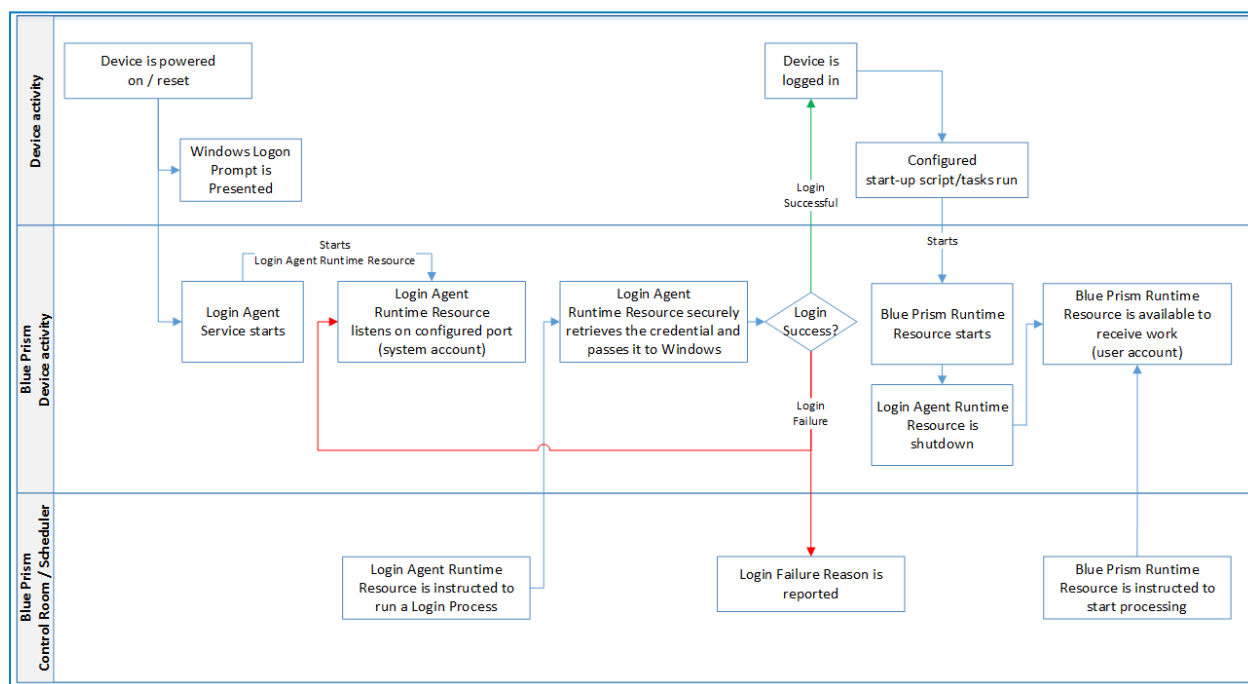 Device activity
Device is powered
on / reset
Windows Logon
Prompt is
Presented
Device is
logged in
Configured
start-up script/tasks run
Login
Successful
Blue Prism
Device activity
Starts
Login Agent Runtime Resource
Login Agent
Service starts
Login Agent
Runtime Resource
listens on configured port
(system account)
Login Agent
Runtime Resource securely
retrieves the credential and
passes it to Windows
Login
Success?
Login
Failure
Starts
Blue Prism Runtime
Resource starts
Login Agent Runtime
Resource is
shutdown
Blue Prism Runtime
Resource is available to
receive work
(user account)
Blue Prism
Control Room / Scheduler
Login Agent Runtime
Resource is instructed to
run a Login Process
Login Failure Reason is
reported
Blue Prism Runtime
Resource is instructed to
start processing